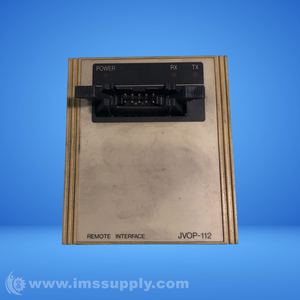 POWER RX TX
REMOTE INTERFACE JVOP-112
www.imssupply.com